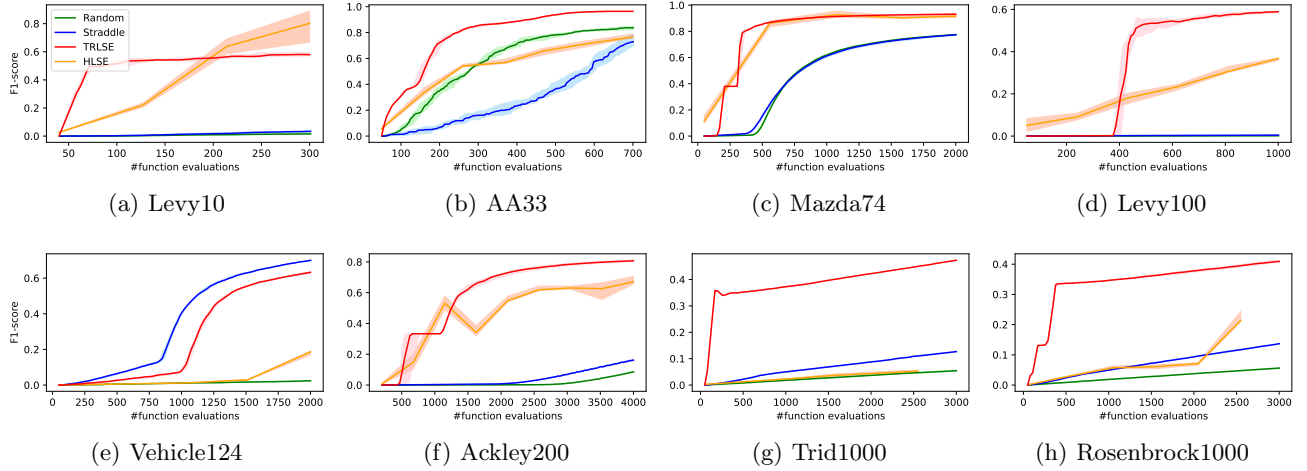 Random
Straddle
TRLSE
HLSE
F1-score
0.8
0.6
0.4
0.2
0.0
50 100 150 200 250 300
#function evaluations
(a) Levy10
1.0
0.8
0.6
0.4
0.2
0.0
100 200 300 400 500 600 700
#function evaluations
(b) AA33
1.0
0.8
0.6
0.4
0.2
0.0
0 250 500 750 1000 1250 1500 1750 2000
#function evaluations
(c) Mazda74
0.6
0.4
0.2
0.0
200 400 600 800 1000
#function evaluations
(d) Levy100
F1-score
0.6
0.4
0.2
0.0
0 250 500 750 1000 1250 1500 1750 2000
#function evaluations
(e) Vehicle124
0.8
0.6
0.4
0.2
0.0
500 1000 1500 2000 2500 3000 3500 4000
#function evaluations
(f) Ackley200
0.4
0.2
0.0
0 500 1000 1500 2000 2500 3000
#function evaluations
(g) Trid1000
0.4
0.3
0.2
0.1
0.0
0 500 1000 1500 2000 2500 3000
#function evaluations
(h) Rosenbrock1000